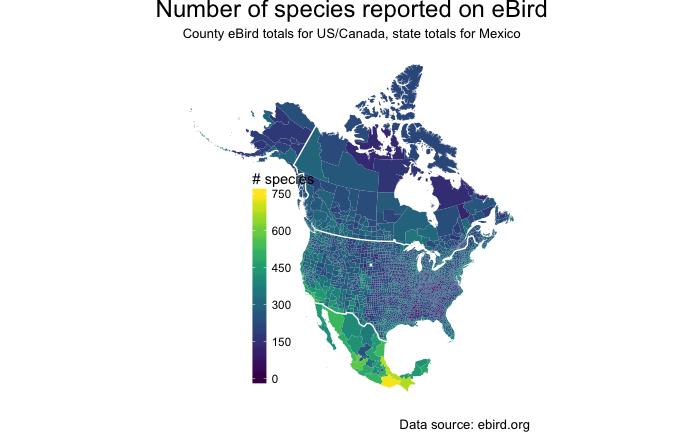 Number of species reported on eBird
County eBird totals for US/Canada, state totals for Mexico
# species
750
600
450
300
150
0
Data source: ebird.org